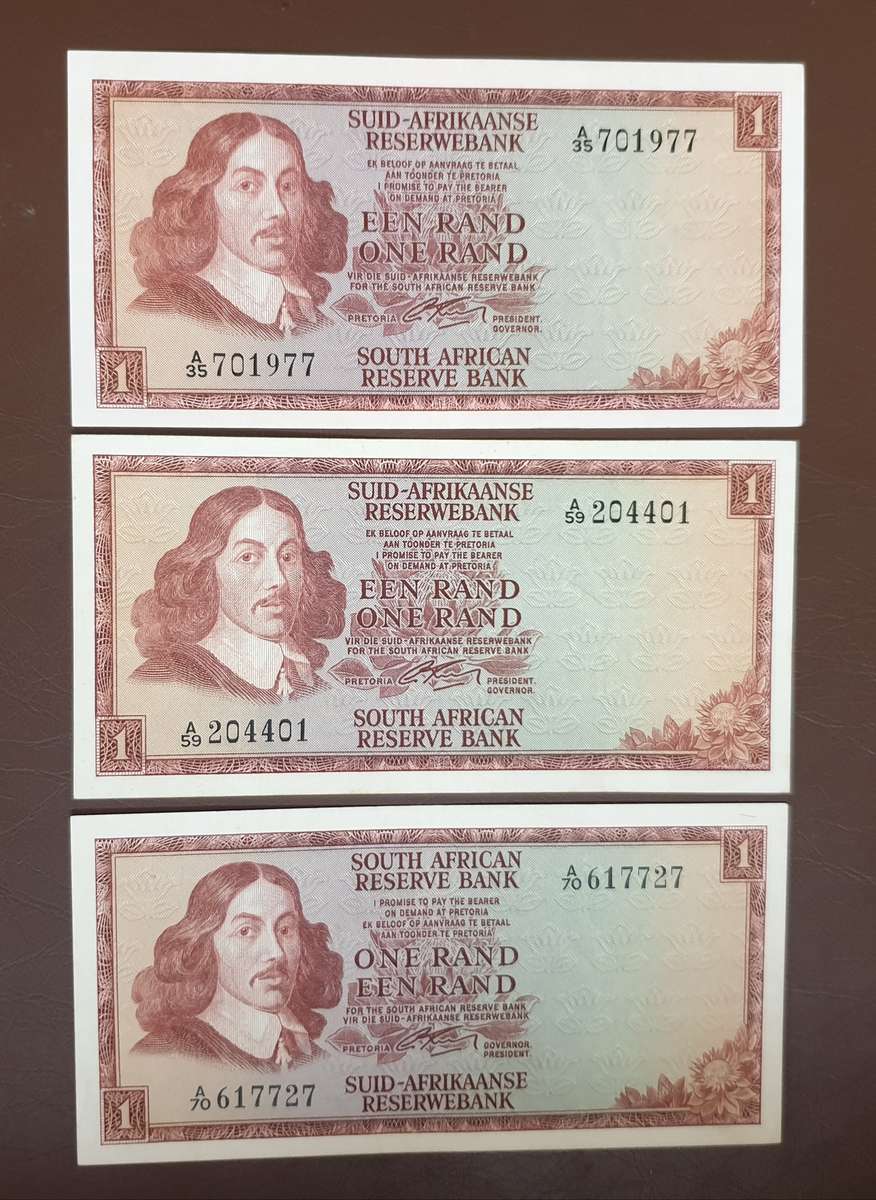 1
SUID-AFRIKAANSE
RESERWEBANK
A/35 701977
EK BELOOF OP AANVRAAG TE BETAAL
AAN TOONDER TE PRETORIA
I PROMISE TO PAY THE BEARER
ON DEMAND AT PRETORIA
EEN RAND
ONE RAND
VIR DIE SUID-AFRIKAANSE RESERWEBANK
FOR THE SOUTH AFRICAN RESERVE BANK
PRETORIA PRESIDENT.
GOVERNOR.
A/35 701977
SOUTH AFRICAN
RESERVE BANK
1
1
SUID-AFRIKAANSE
RESERWEBANK
A/59 204401
EK BELOOF OP AANVRAAG TE BETAAL
AAN TOONDER TE PRETORIA
I PROMISE TO PAY THE BEARER
ON DEMAND AT PRETORIA
EEN RAND
ONE RAND
VIR DIE SUID-AFRIKAANSE RESERWEBANK
FOR THE SOUTH AFRICAN RESERVE BANK
PRETORIA PRESIDENT.
GOVERNOR.
A/59 204401
SOUTH AFRICAN
RESERVE BANK
1
1
SOUTH AFRICAN
RESERVE BANK
A/70 617727
I PROMISE TO PAY THE BEARER
ON DEMAND AT PRETORIA
EK BELOOF OP AANVRAAG TE BETAAL
AAN TOONDER TE PRETORIA
ONE RAND
EEN RAND
FOR THE SOUTH AFRICAN RESERVE BANK
VIR DIE SUID-AFRIKAANSE RESERWEBANK
PRETORIA GOVERNOR.
PRESIDENT.
A/70 617727
SUID-AFRIKAANSE
RESERWEBANK
1